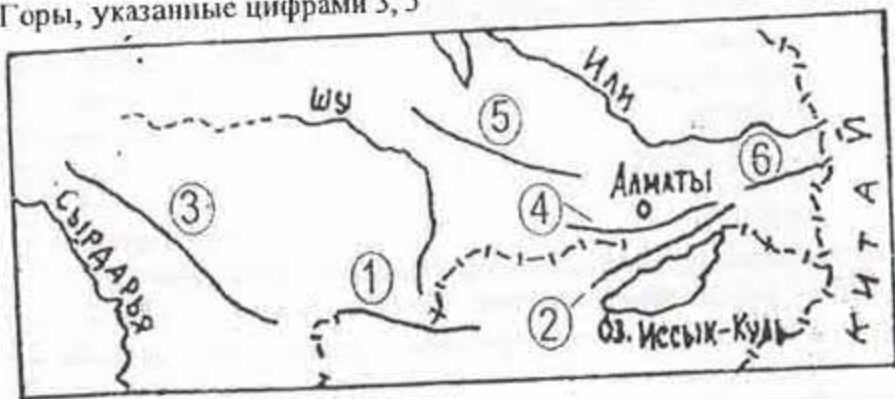 Горы, указанные цифрами 3, 5
ШУ
ИЛИ
5
6
3
АЛМАТЫ
4
СЫРДАРЬЯ
1
2
ОЗ. ИССЫК-КУЛЬ
КИТАЙ